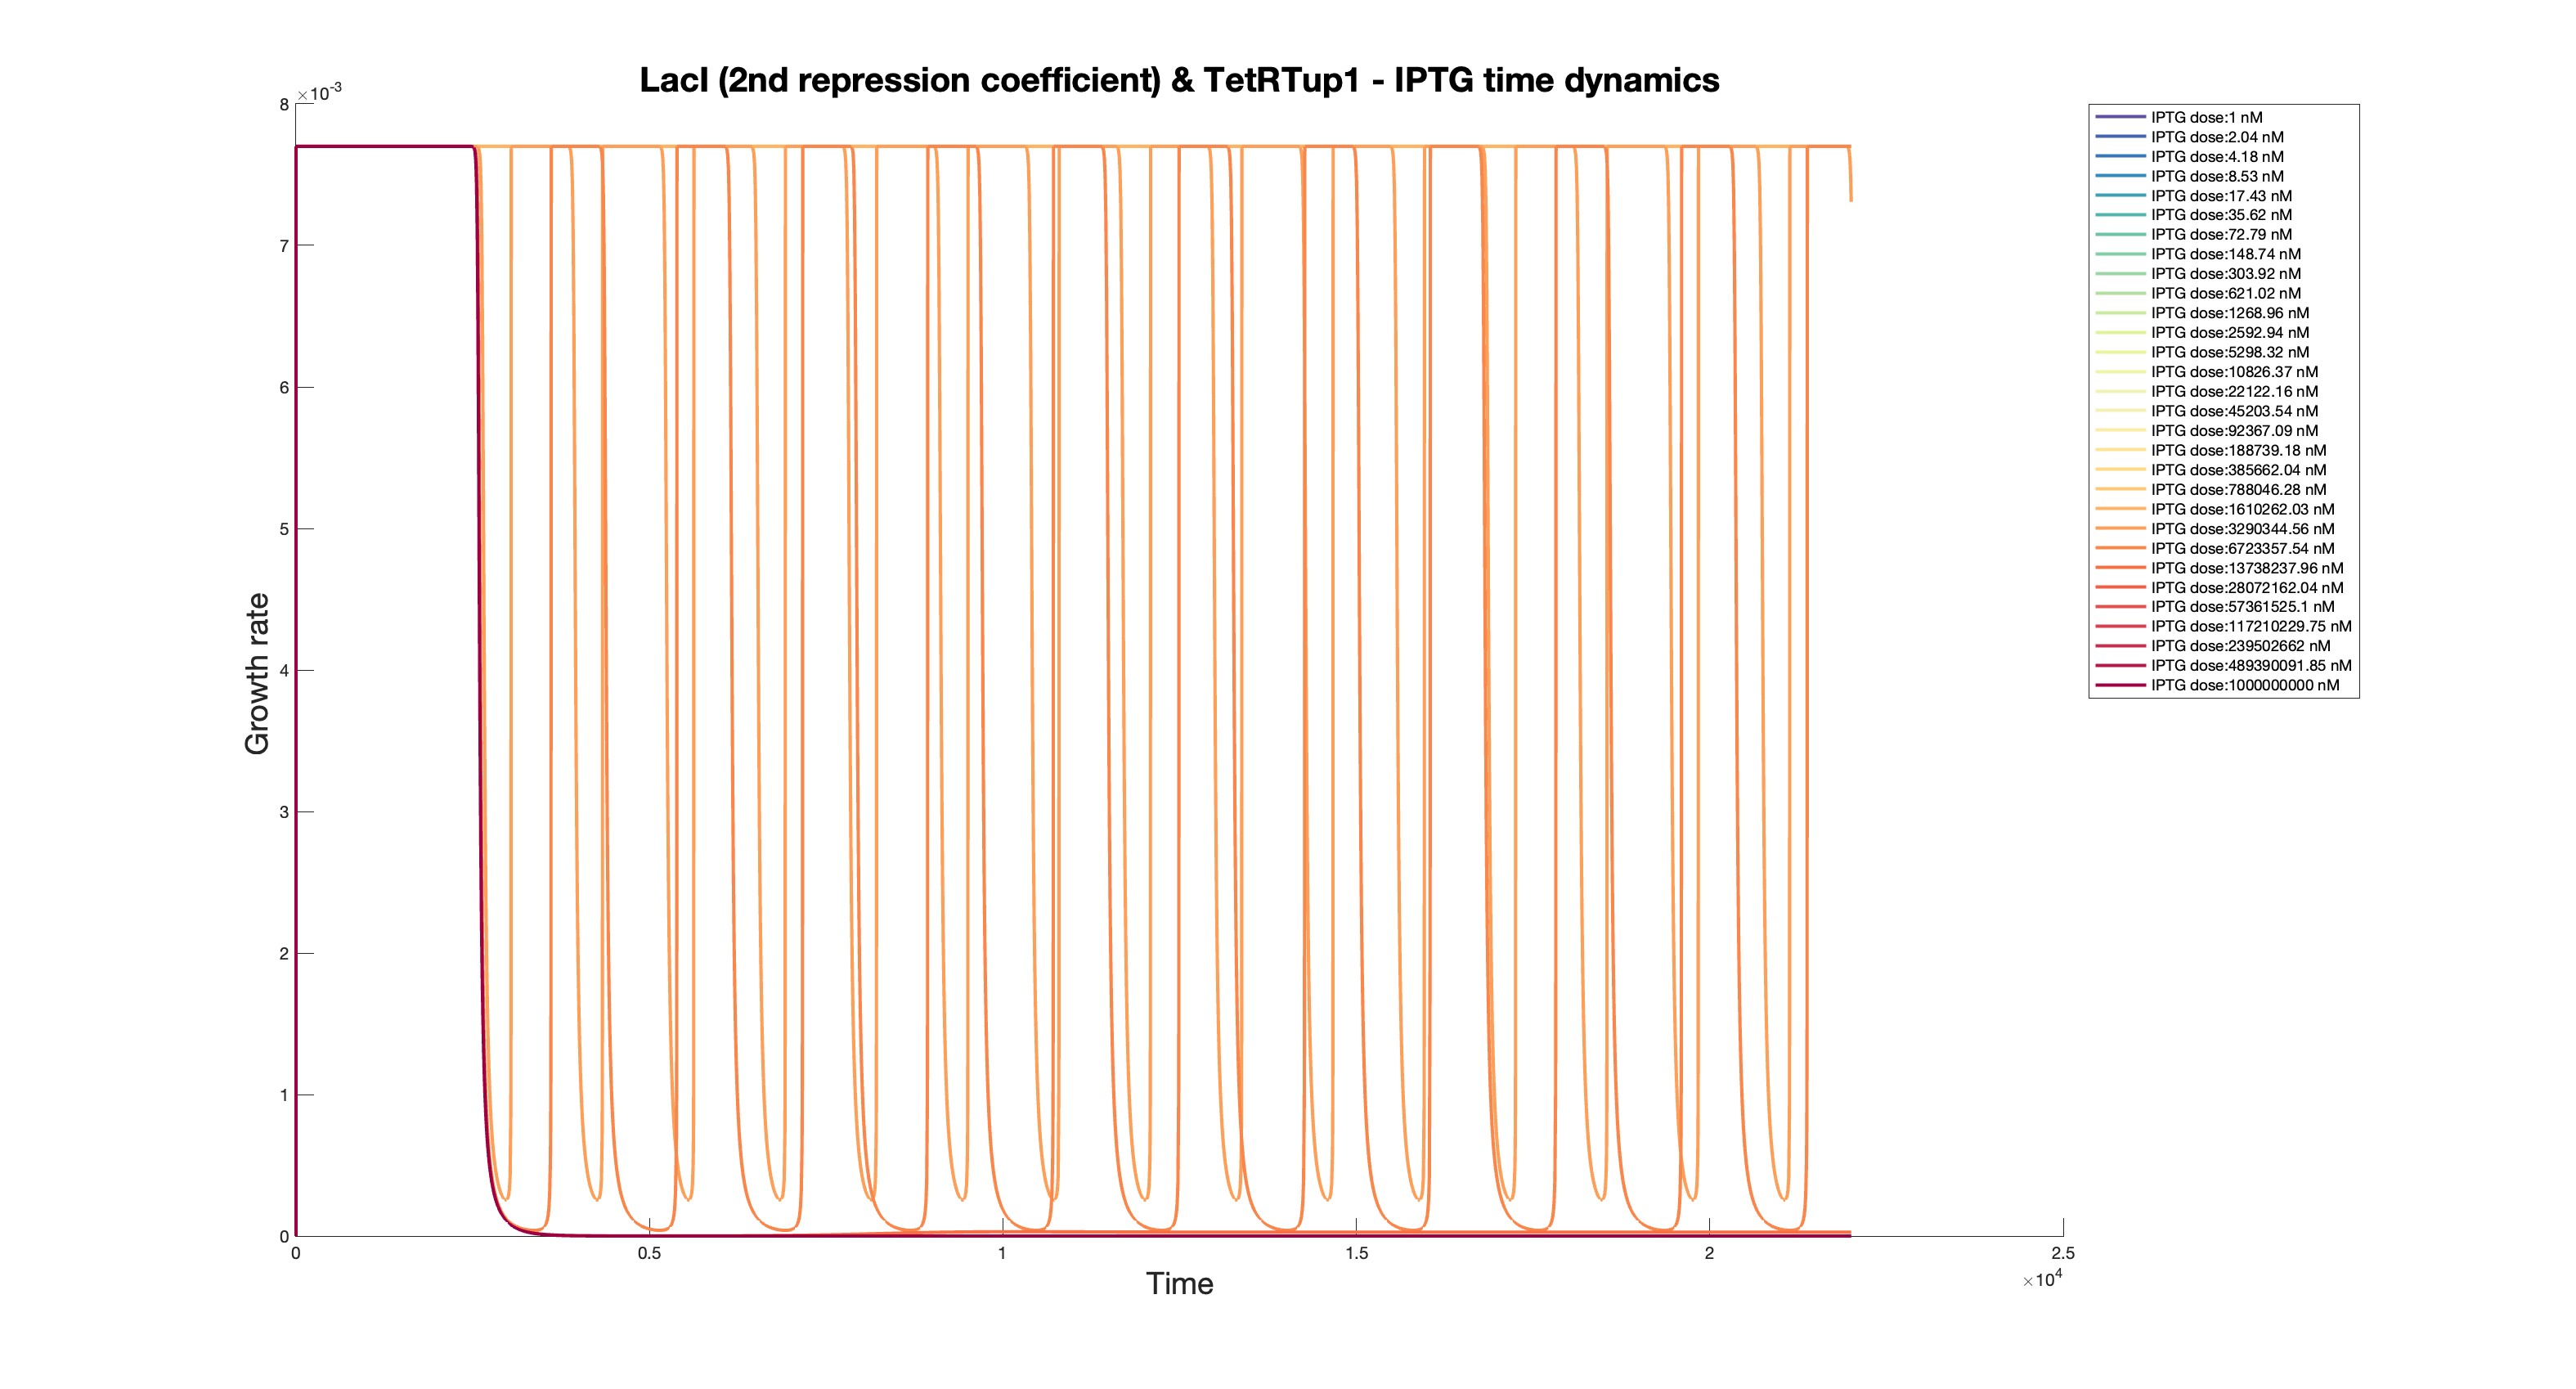 LacI (2nd repression coefficient) & TetRTup1 - IPTG time dynamics
×10⁻³
8
7
6
5
4
3
2
1
0
Growth rate
0 0.5 1 1.5 2 2.5
×10⁴
Time
IPTG dose:1 nM
IPTG dose:2.04 nM
IPTG dose:4.18 nM
IPTG dose:8.53 nM
IPTG dose:17.43 nM
IPTG dose:35.62 nM
IPTG dose:72.79 nM
IPTG dose:148.74 nM
IPTG dose:303.92 nM
IPTG dose:621.02 nM
IPTG dose:1268.96 nM
IPTG dose:2592.94 nM
IPTG dose:5298.32 nM
IPTG dose:10826.37 nM
IPTG dose:22122.16 nM
IPTG dose:45203.54 nM
IPTG dose:92367.09 nM
IPTG dose:188739.18 nM
IPTG dose:385662.04 nM
IPTG dose:788046.28 nM
IPTG dose:1610262.03 nM
IPTG dose:3290344.56 nM
IPTG dose:6723357.54 nM
IPTG dose:13738237.96 nM
IPTG dose:28072162.04 nM
IPTG dose:57361525.1 nM
IPTG dose:117210229.75 nM
IPTG dose:239502662 nM
IPTG dose:489390091.85 nM
IPTG dose:1000000000 nM